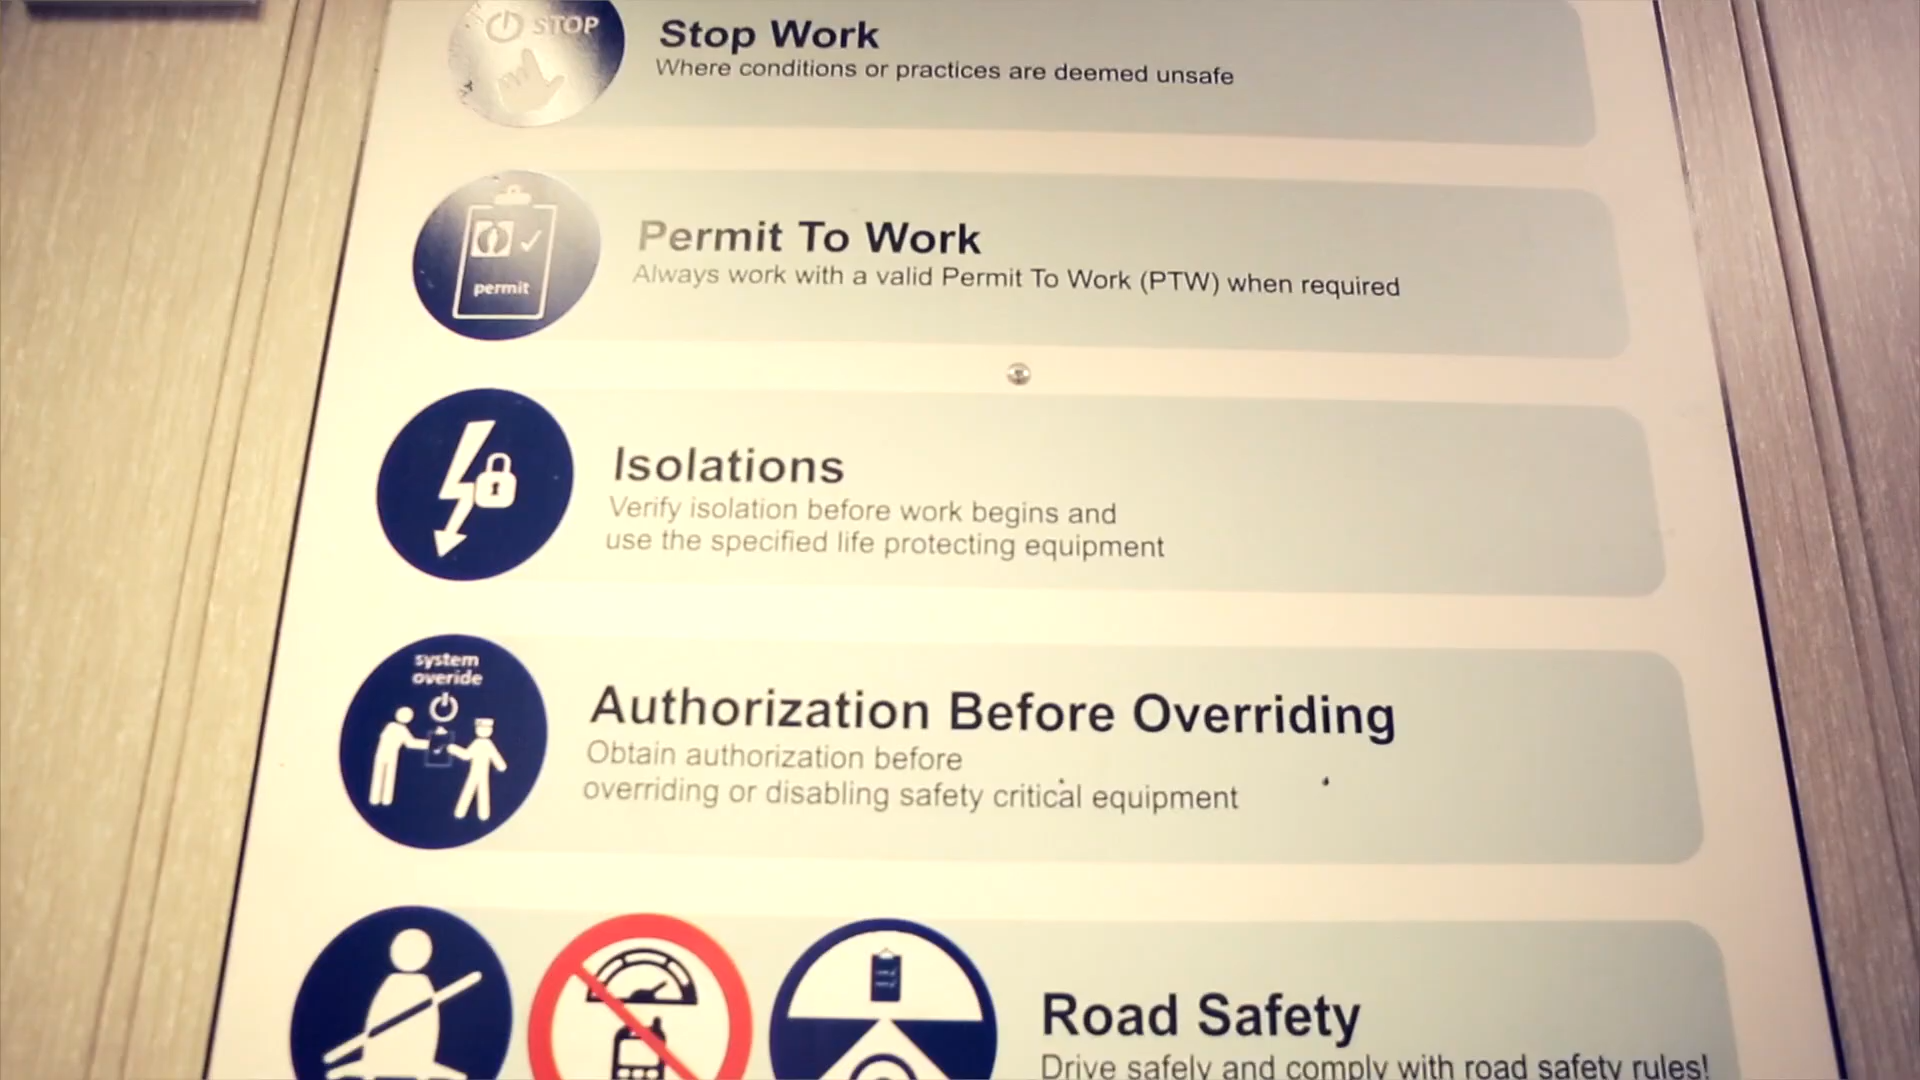 STOP
Stop Work
Where conditions or practices are deemed unsafe
permit
Permit To Work
Always work with a valid Permit To Work (PTW) when required
Isolations
Verify isolation before work begins and
use the specified life protecting equipment
system
overide
Authorization Before Overriding
Obtain authorization before
overriding or disabling safety critical equipment
Road Safety
Drive safely and comply with road safety rules!